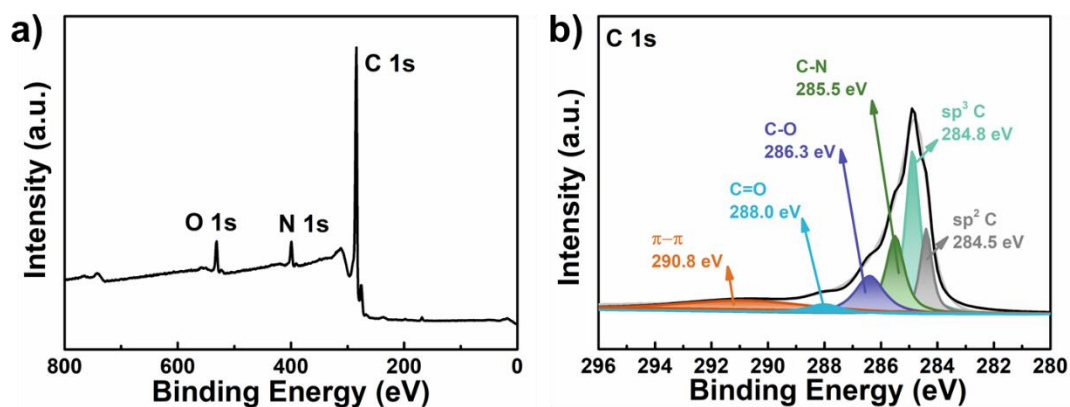 a)
C 1s
O 1s
N 1s
Intensity (a.u.)
800
600
400
200
0
Binding Energy (eV)
b)
C 1s
C-N
285.5 eV
sp³ C
284.8 eV
C-O
286.3 eV
C=O
288.0 eV
sp² C
284.5 eV
π–π
290.8 eV
Intensity (a.u.)
296
294
292
290
288
286
284
282
280
Binding Energy (eV)